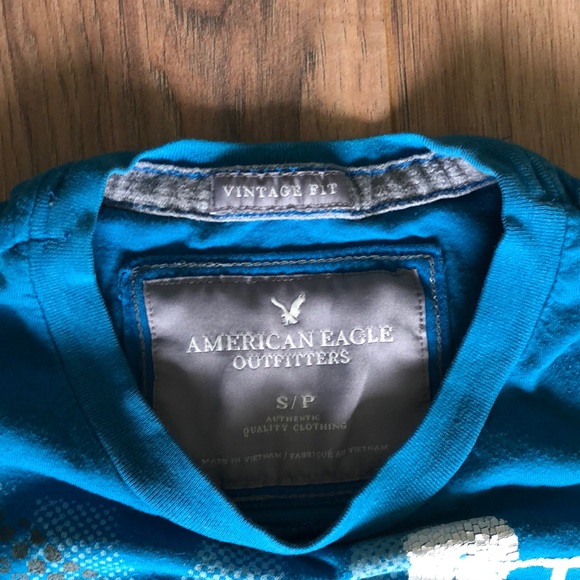 VINTAGE FIT
AMERICAN EAGLE
OUTFITTERS
S/P
AUTHENTIC
QUALITY CLOTHING
MADE IN VIETNAM / FABRIQUÉ AU VIETNAM